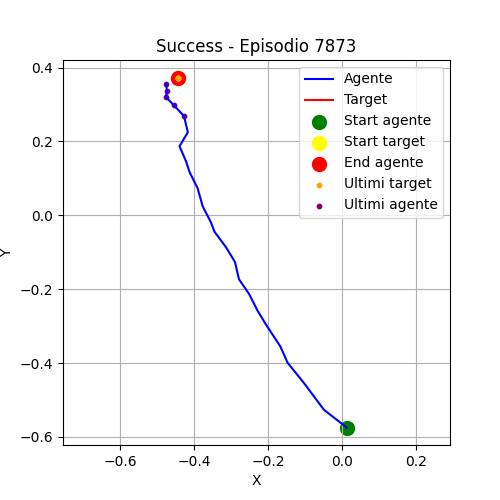 Success - Episodio 7873
Agente
Target
Start agente
Start target
End agente
Ultimi target
Ultimi agente
0.4
0.2
0.0
−0.2
−0.4
−0.6
Y
−0.6
−0.4
−0.2
0.0
0.2
X